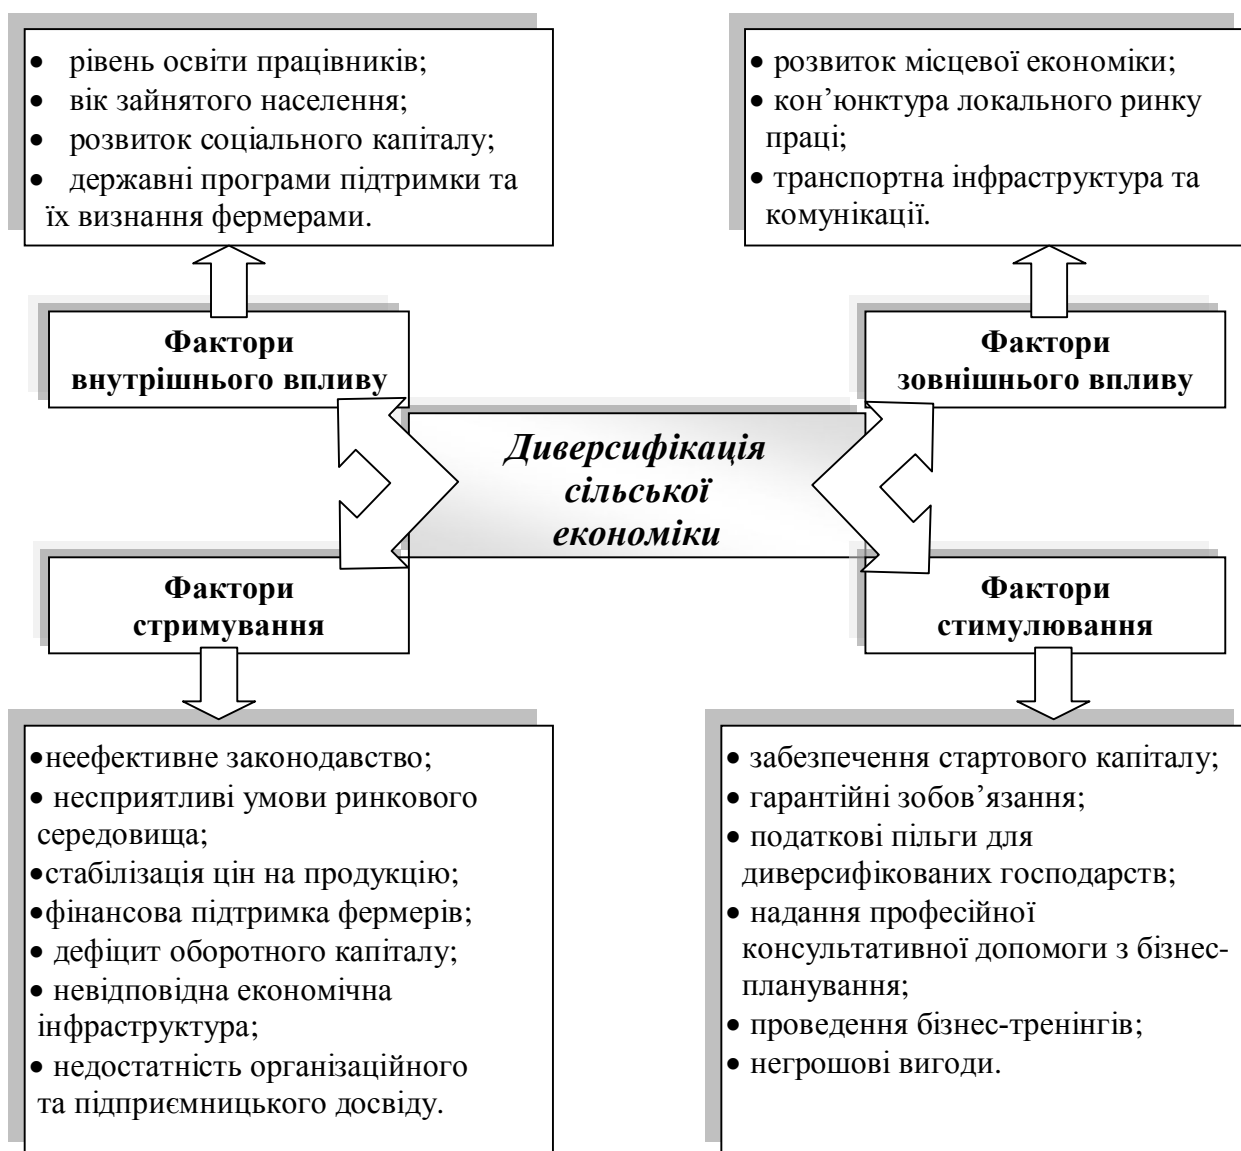 • рівень освіти працівників;
• вік зайнятого населення;
• розвиток соціального капіталу;
• державні програми підтримки та
їх визнання фермерами.
• розвиток місцевої економіки;
• кон’юнктура локального ринку
праці;
• транспортна інфраструктура та
комунікації.
Фактори
внутрішнього впливу
Фактори
зовнішнього впливу
Диверсифікація
сільської
економіки
Фактори
стримування
Фактори
стимулювання
•неефективне законодавство;
• несприятливі умови ринкового
середовища;
•стабілізація цін на продукцію;
•фінансова підтримка фермерів;
• дефіцит оборотного капіталу;
• невідповідна економічна
інфраструктура;
• недостатність організаційного
та підприємницького досвіду.
• забезпечення стартового капіталу;
• гарантійні зобов’язання;
• податкові пільги для
диверсифікованих господарств;
• надання професійної
консультативної допомоги з бізнес-
планування;
• проведення бізнес-тренінгів;
• негрошові вигоди.